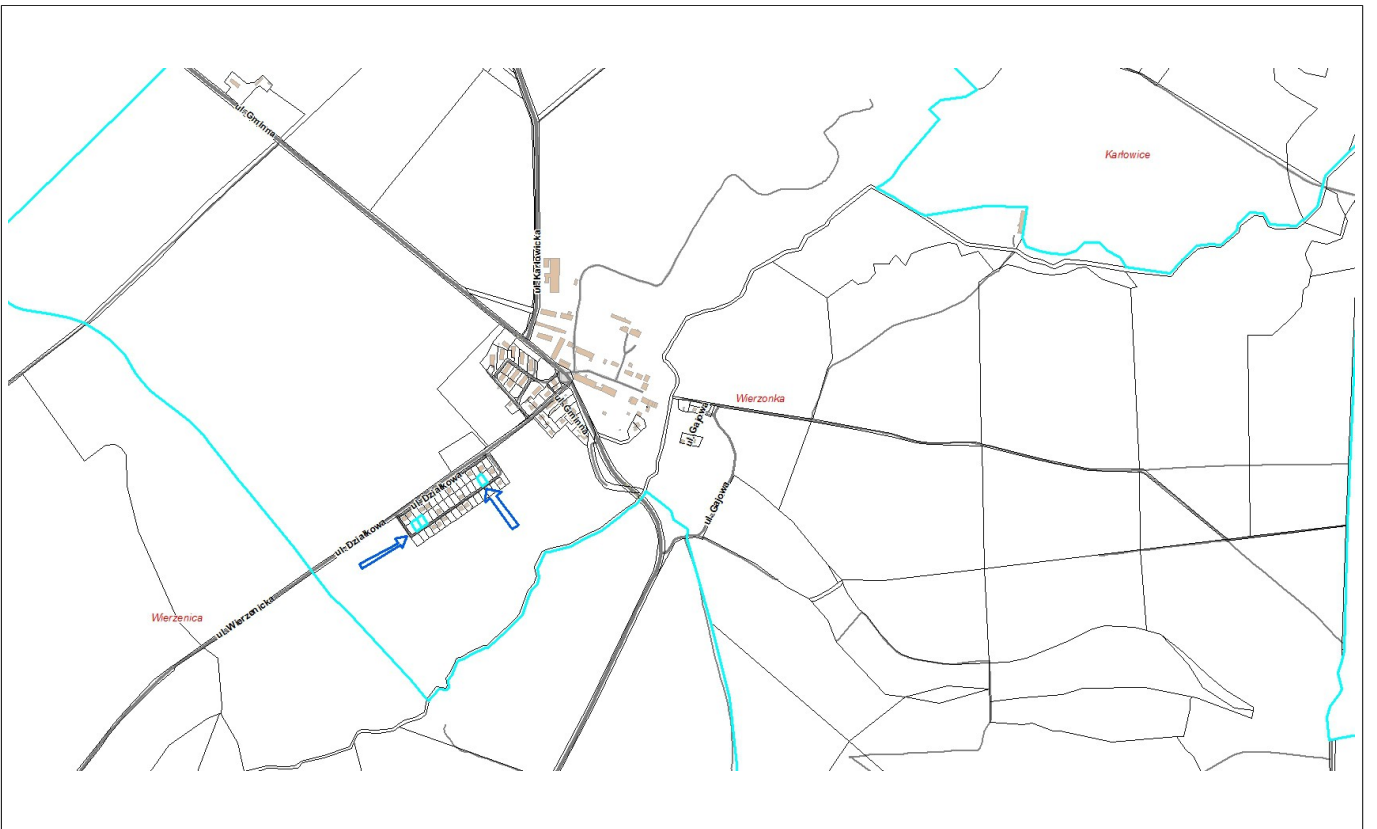 ul. Gminna
Karłowice
ul. Karłowicka
Wierzonka
ul. Gminna
ul. Gajowa
ul. Działkowa
ul. Gajowa
ul. Działkowa
Wierzenica
ul. Wierzenicka